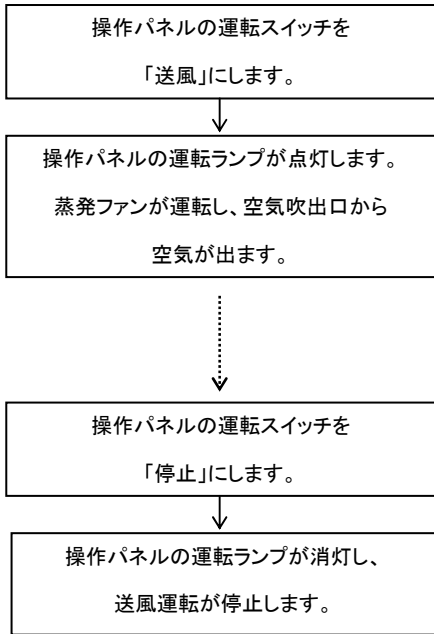 操作パネルの運転スイッチを
「送風」にします。
操作パネルの運転ランプが点灯します。
蒸発ファンが運転し、空気吹出口から
空気が出ます。
操作パネルの運転スイッチを
「停止」にします。
操作パネルの運転ランプが消灯し、
送風運転が停止します。